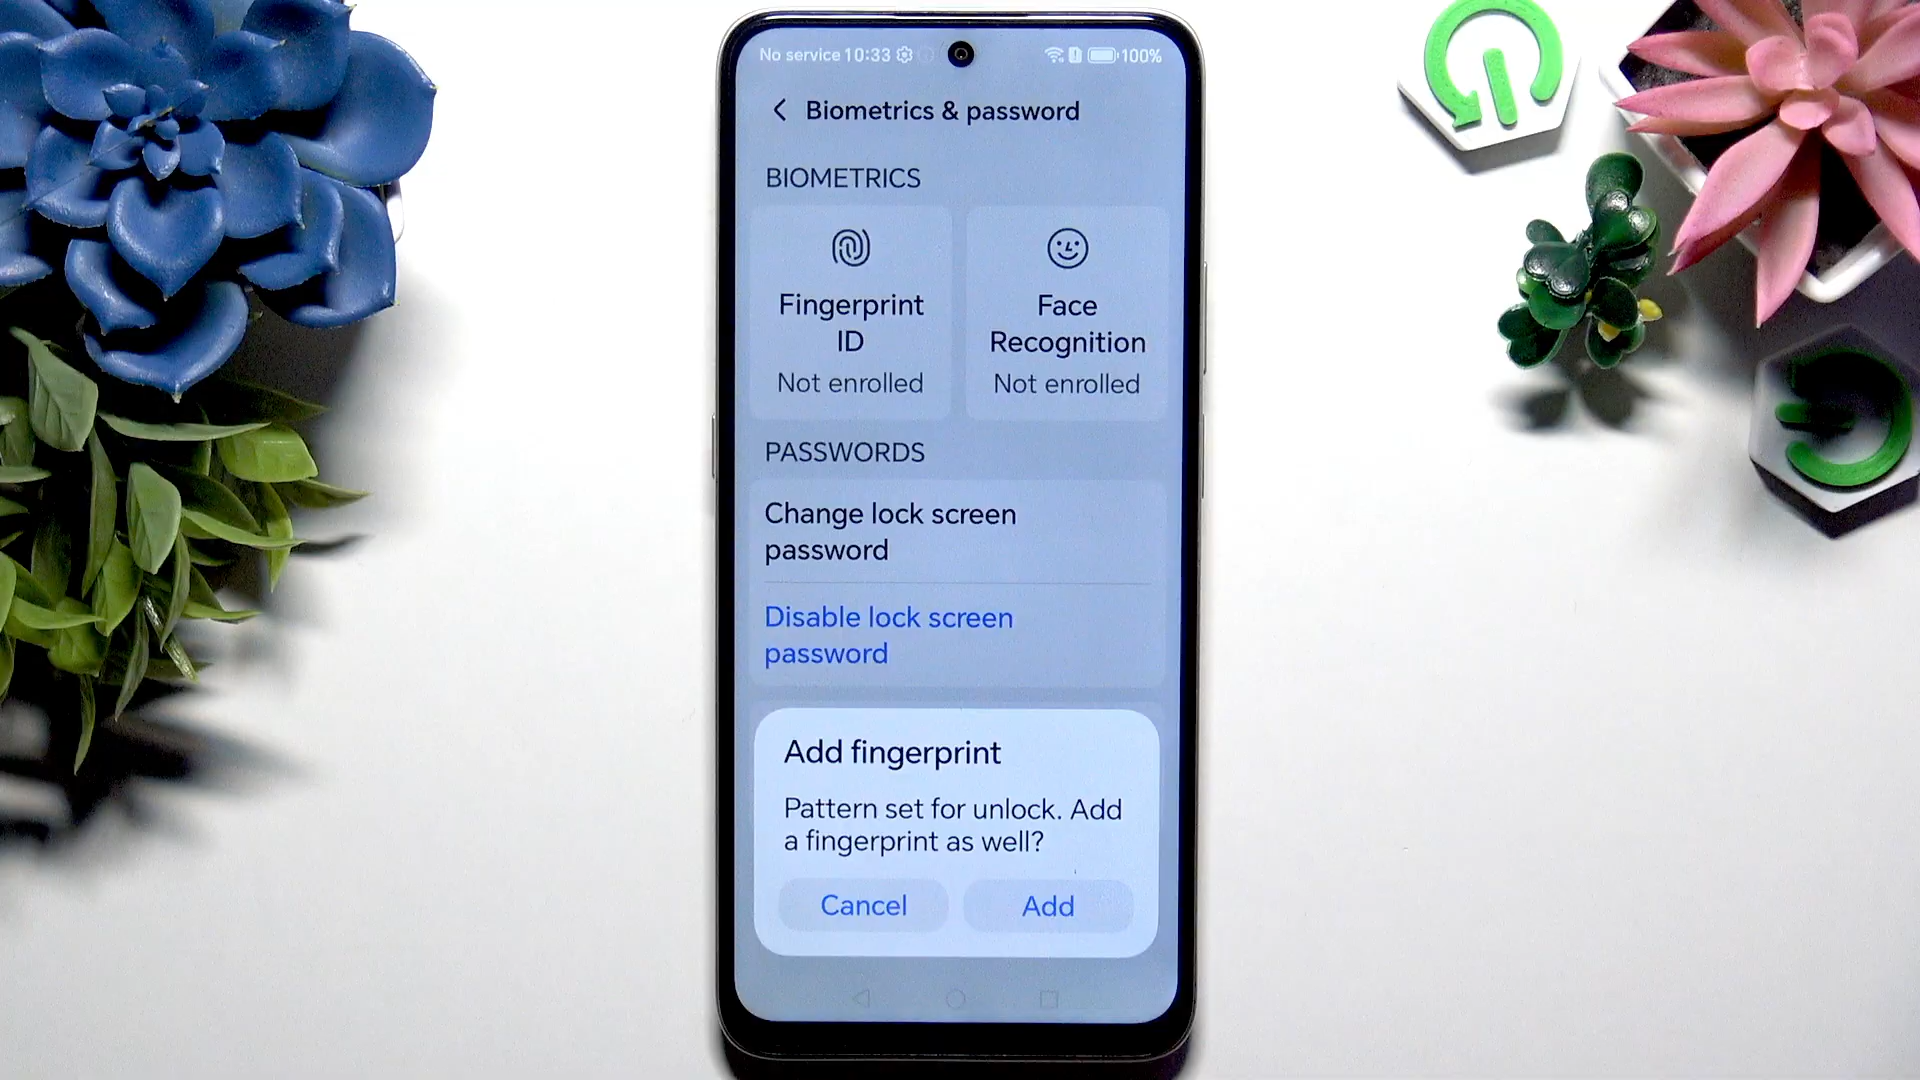 No service 10:33 100%
Biometrics & password
BIOMETRICS
Fingerprint
ID
Not enrolled
Face
Recognition
Not enrolled
PASSWORDS
Change lock screen
password
Disable lock screen
password
Add fingerprint
Pattern set for unlock. Add
a fingerprint as well?
Cancel Add